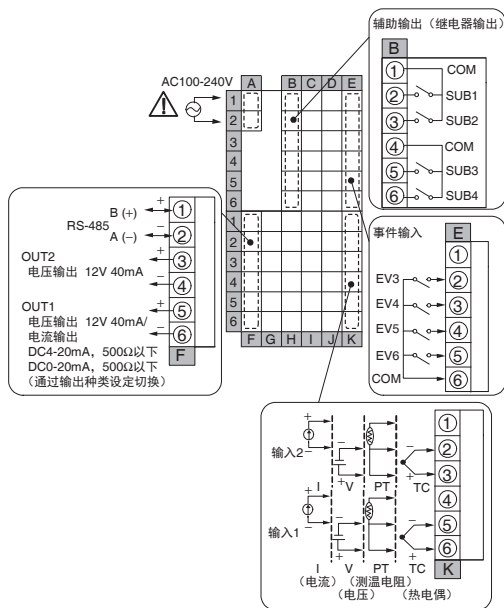 辅助输出（继电器输出）
B
① COM
② SUB1
③ SUB2
④ COM
⑤ SUB3
⑥ SUB4
AC100-240V
A B C D E
1
2
3
4
5
6
1
2
3
4
5
6
F G H I J K
B (+) + ①
RS-485
A (−) − ②
OUT2 + ③
电压输出 12V 40mA
− ④
OUT1 + ⑤
电压输出 12V 40mA/
− ⑥
电流输出
DC4-20mA，500Ω以下
DC0-20mA，500Ω以下
（通过输出种类设定切换）
F
事件输入
E
①
EV3 ②
EV4 ③
EV5 ④
EV6 ⑤
COM ⑥
①
②
③
④
⑤
⑥
K
+ − − −
输入2 −
+ +
I V PT TC
+ − −
输入1
− + +
I V PT TC
（电流）（测温电阻）
（电压） （热电偶）